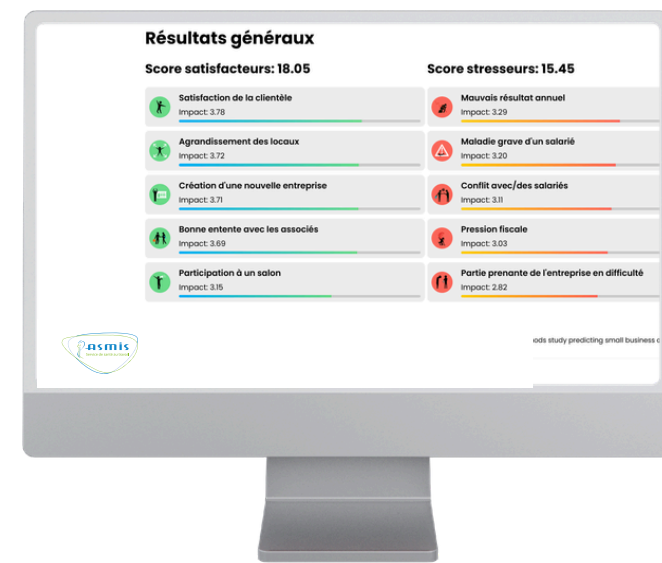 Résultats généraux
Score satisfacteurs: 18.05
Satisfaction de la clientèle
Impact: 3.78
Agrandissement des locaux
Impact: 3.72
Création d'une nouvelle entreprise
Impact: 3.71
Bonne entente avec les associés
Impact: 3.69
Participation à un salon
Impact: 3.15
Score stresseurs: 15.45
Mauvais résultat annuel
Impact: 3.29
Maladie grave d'un salarié
Impact: 3.20
Conflit avec/des salariés
Impact: 3.11
Pression fiscale
Impact: 3.03
Partie prenante de l'entreprise en difficulté
Impact: 2.82
asmis
study predicting small business